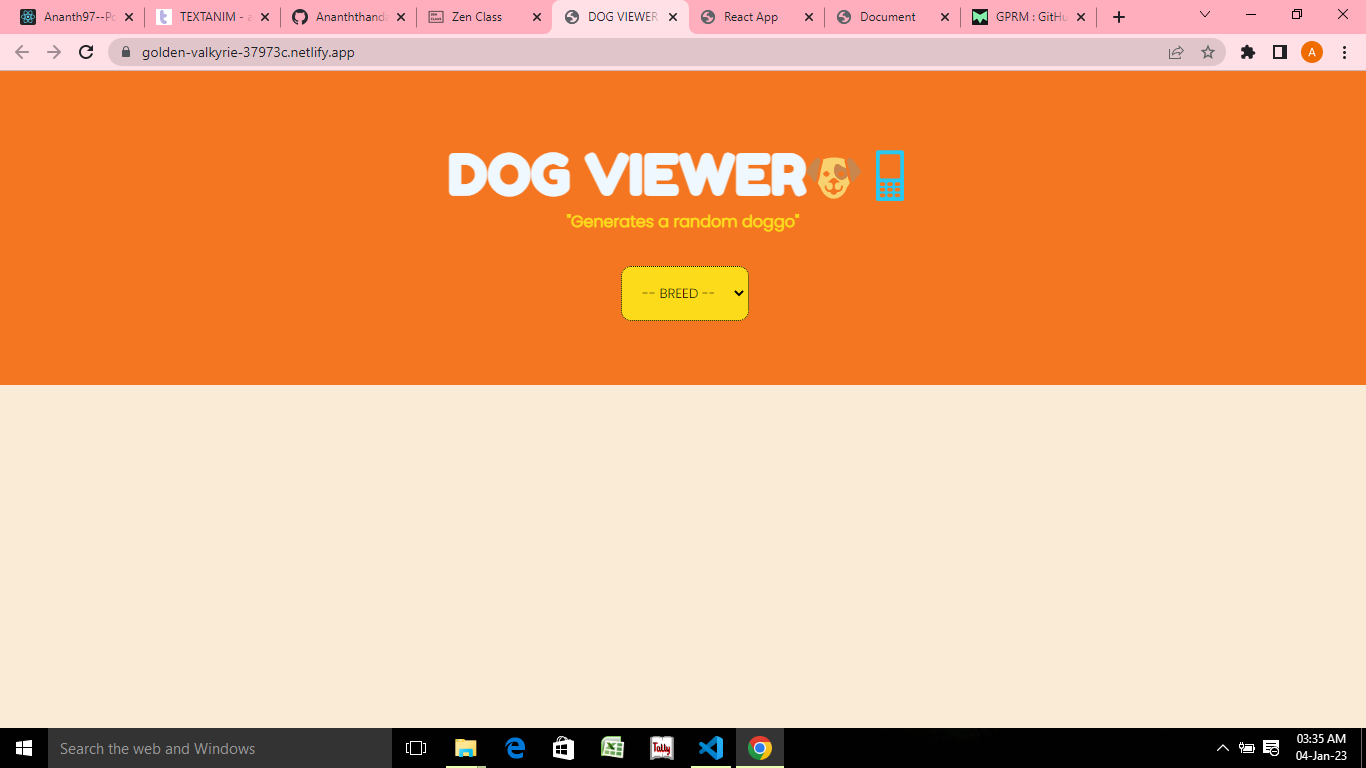 Ananth97--Po
TEXTANIM - a
Ananththanda
Zen Class
DOG VIEWER
React App
Document
GPRM : GitHu
golden-valkyrie-37973c.netlify.app
A
DOG VIEWER
"Generates a random doggo"
-- BREED --
Search the web and Windows
Tally
03:35 AM
04-Jan-23